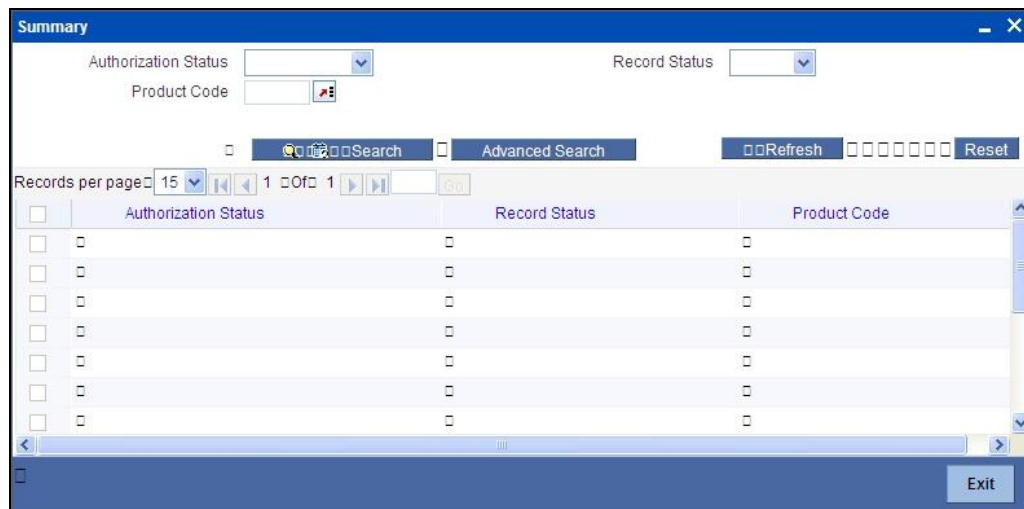 Summary
Authorization Status Record Status
Product Code
Search Advanced Search Refresh Reset
Records per page 15 1 Of 1 Go
Authorization Status Record Status Product Code
Exit